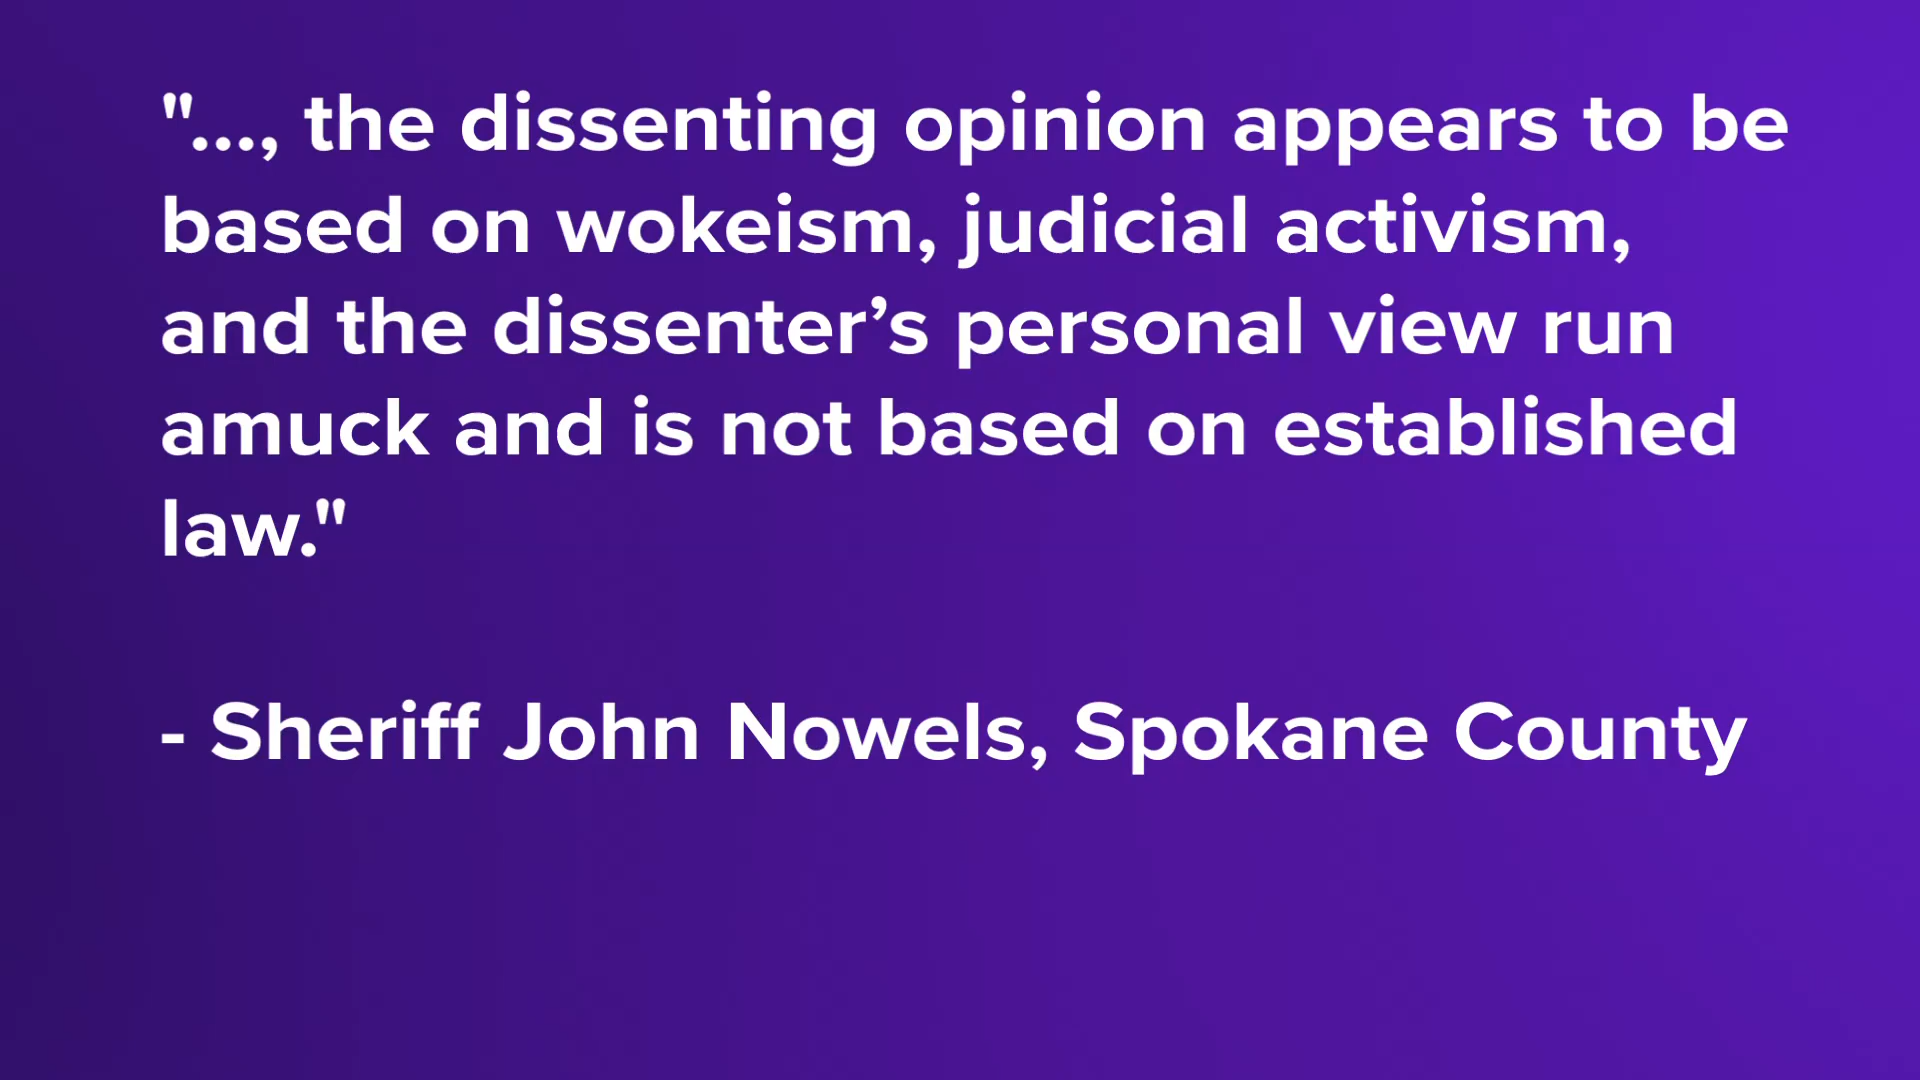 "..., the dissenting opinion appears to be
based on wokeism, judicial activism,
and the dissenter’s personal view run
amuck and is not based on established
law."
- Sheriff John Nowels, Spokane County